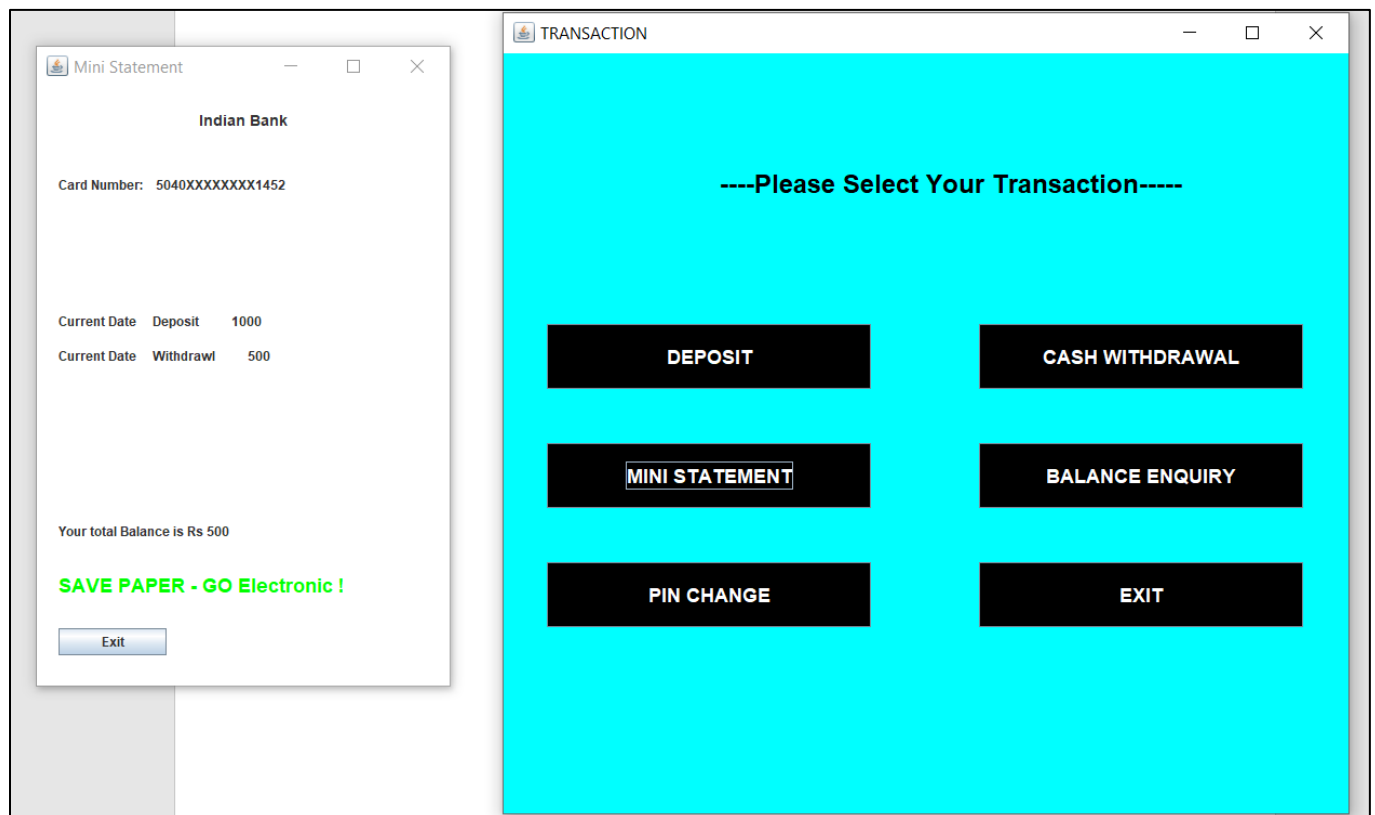 Mini Statement
Indian Bank
Card Number: 5040XXXXXXXX1452
Current Date Deposit 1000
Current Date Withdrawl 500
Your total Balance is Rs 500
SAVE PAPER - GO Electronic !
Exit
TRANSACTION
----Please Select Your Transaction-----
DEPOSIT CASH WITHDRAWAL
MINI STATEMENT BALANCE ENQUIRY
PIN CHANGE EXIT